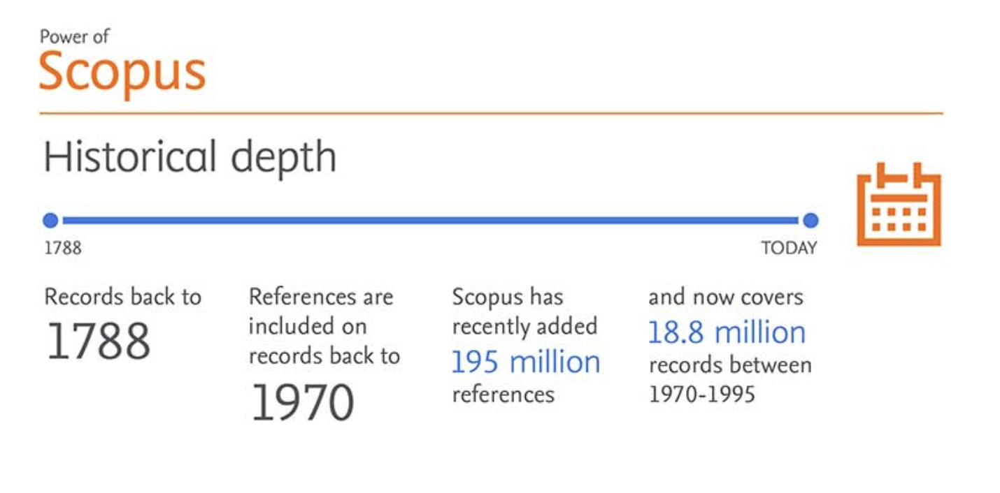 Power of
Scopus
Historical depth
1788
TODAY
Records back to
1788
References are
included on
records back to
1970
Scopus has
recently added
195 million
references
and now covers
18.8 million
records between
1970-1995